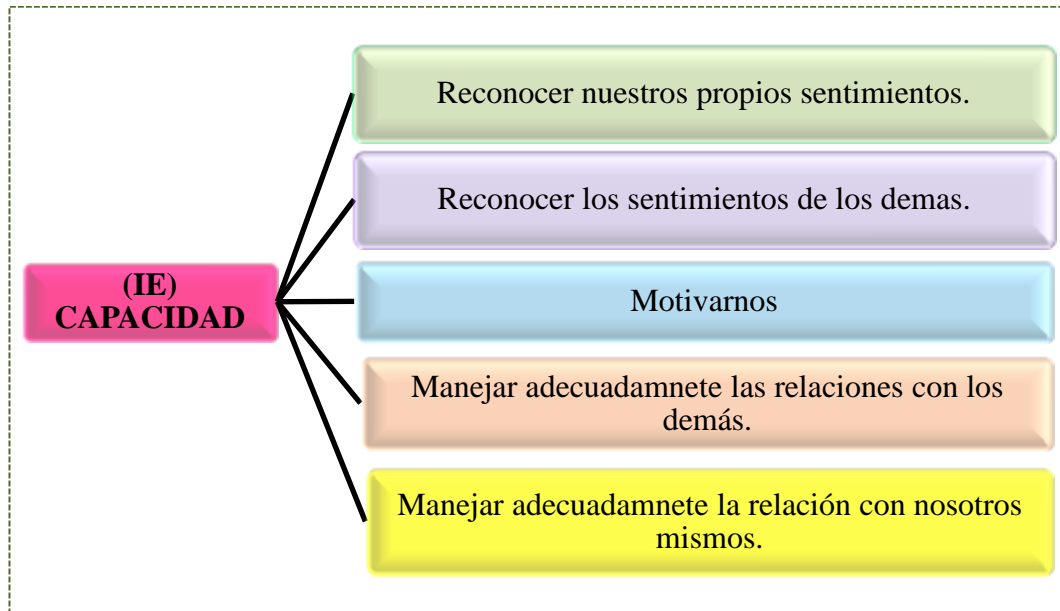 Reconocer nuestros propios sentimientos.
Reconocer los sentimientos de los demas.
(IE)
CAPACIDAD
Motivarnos
Manejar adecuadamnete las relaciones con los
demás.
Manejar adecuadamnete la relación con nosotros
mismos.